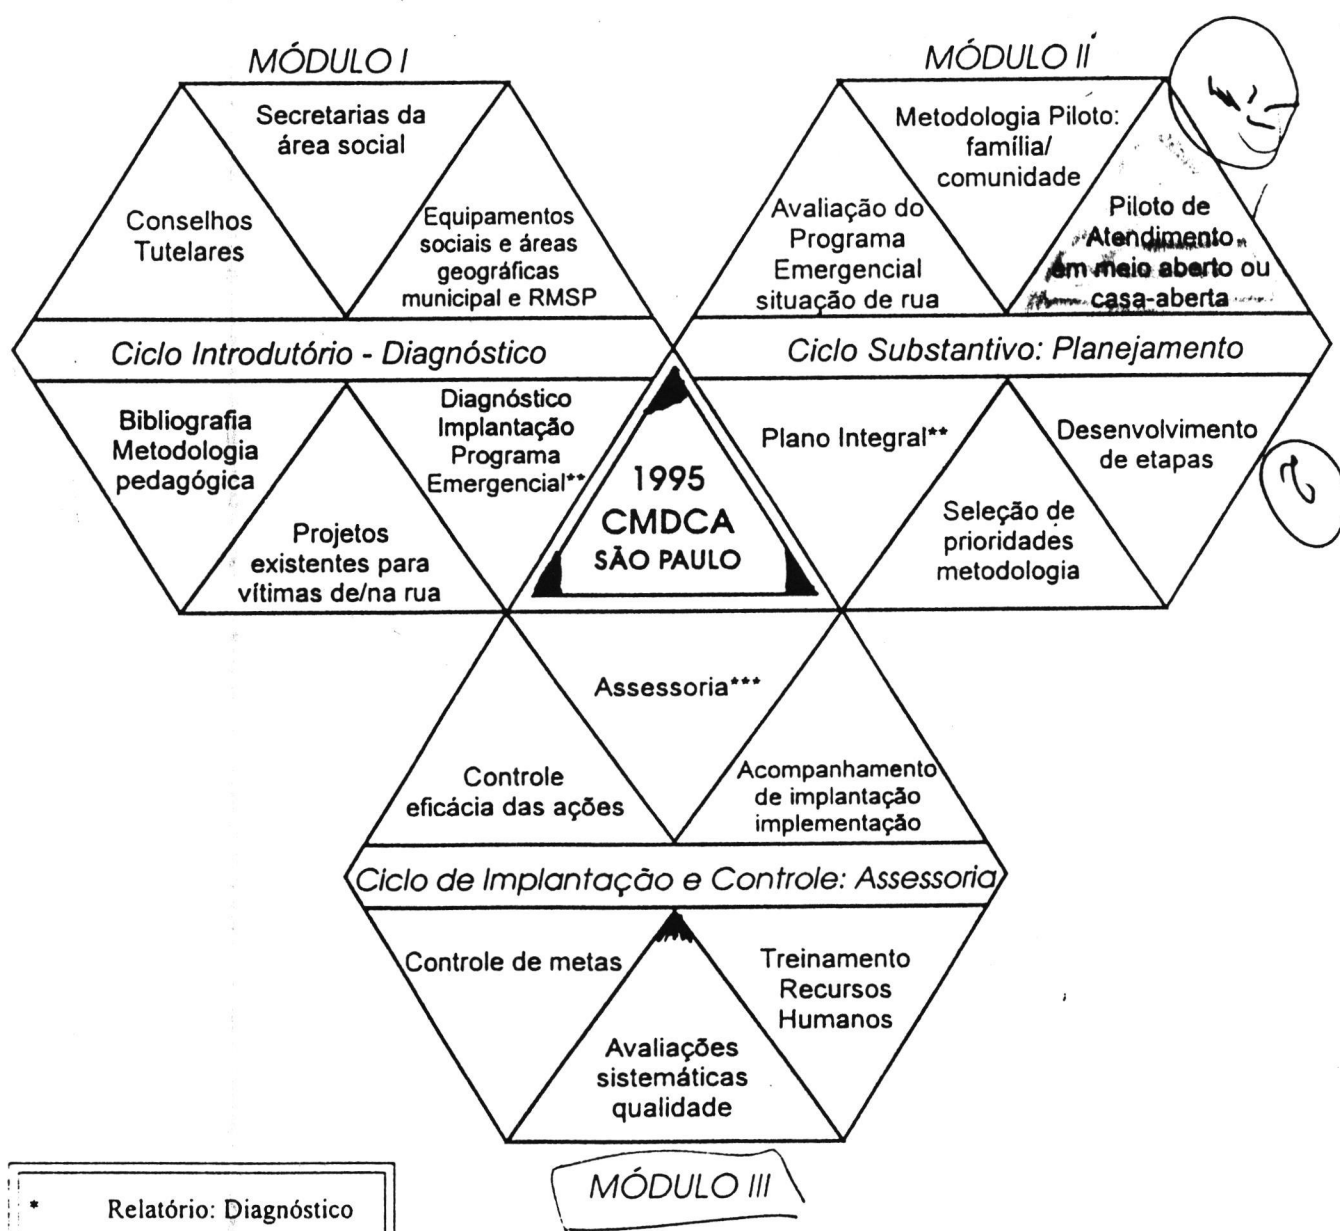 MÓDULO I
Secretarias da
área social
Conselhos
Tutelares
Equipamentos
sociais e áreas
geográficas
municipal e RMSP
Ciclo Introdutório - Diagnóstico
Bibliografia
Metodologia
pedagógica
Projetos
existentes para
vítimas de/na rua
Diagnóstico
Implantação
Programa
Emergencial**
MÓDULO II
Avaliação do
Programa
Emergencial
situação de rua
Metodologia Piloto:
família/
comunidade
Piloto de
Atendimento
em meio aberto ou
casa-aberta
Ciclo Substantivo: Planejamento
Plano Integral**
Seleção de
prioridades
metodologia
Desenvolvimento
de etapas
1995
CMDCA
SÃO PAULO
Controle
eficácia das ações
Assessoria***
Acompanhamento
de implantação
implementação
Ciclo de Implantação e Controle: Assessoria
Controle de metas
Avaliações
sistemáticas
qualidade
Treinamento
Recursos
Humanos
MÓDULO III
* Relatório: Diagnóstico